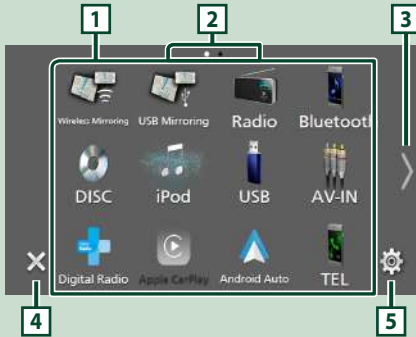 1 2 3
Wireless Mirroring USB Mirroring Radio Bluetooth
DISC iPod USB AV-IN
Digital Radio Apple CarPlay Android Auto TEL
4 5